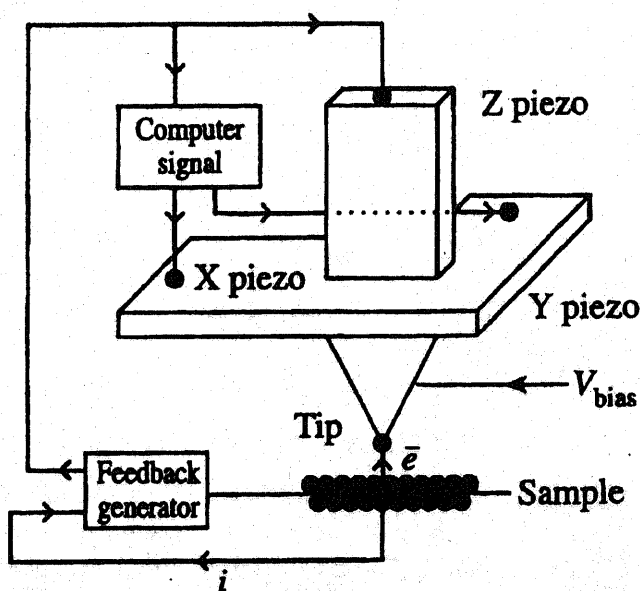 Computer
signal
Z piezo
X piezo
Y piezo
V_bias
Tip
e̅
Feedback
generator
Sample
i